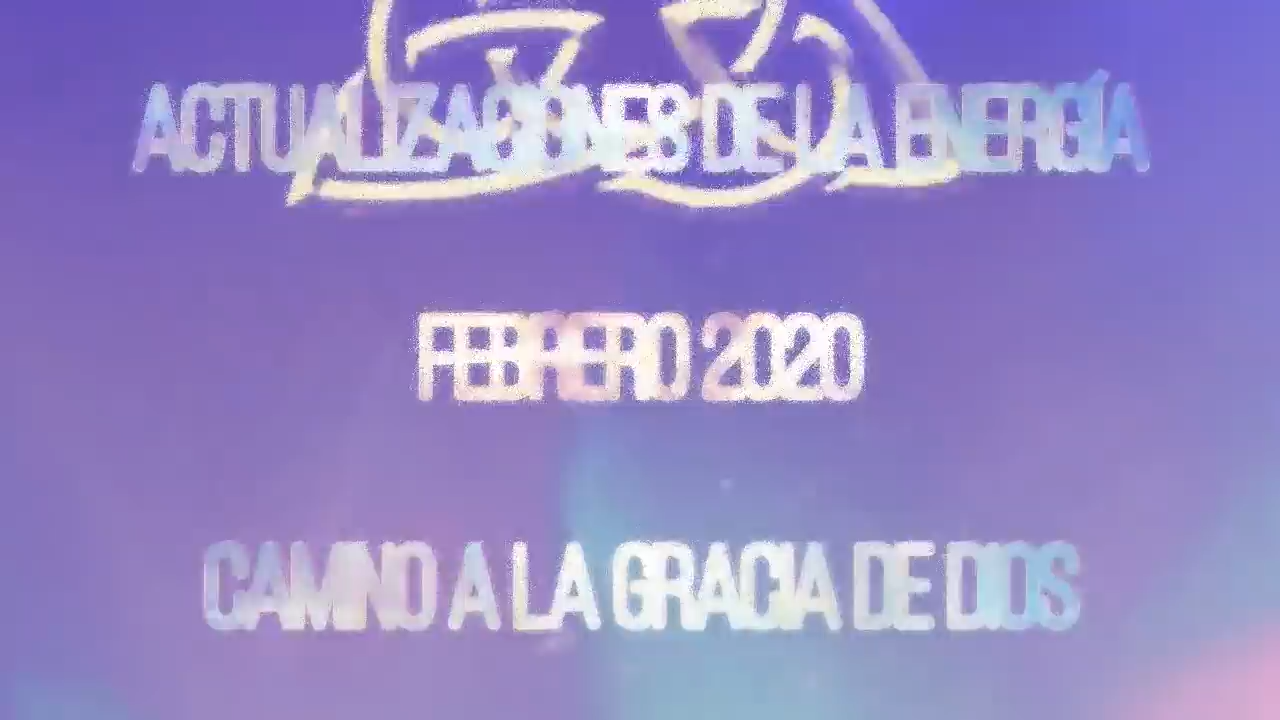 ACTUALIZACIONES DE LA ENERGÍA
FEBRERO 2020
CAMINO A LA GRACIA DE DIOS